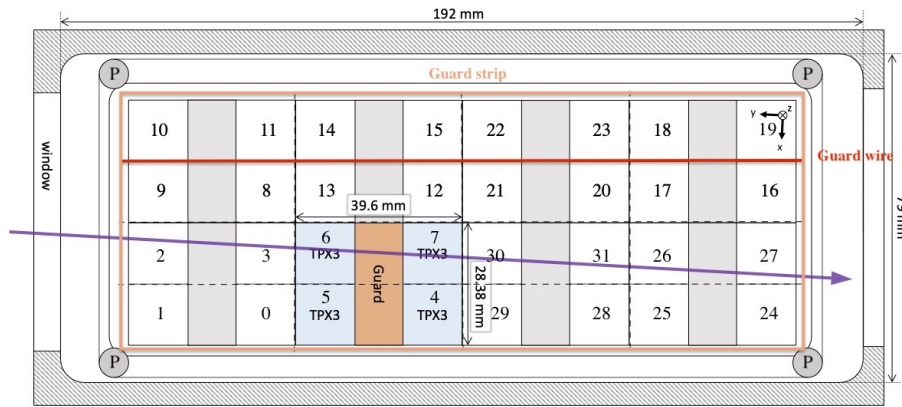 192 mm
P
Guard strip
P
10 11 14 15 22 23 18 19
y z
x
window
Guard wire
9 8 13 12 21 20 17 16
39.6 mm
2 3 6 7 30 31 26 27
TPX3 TPX3
Guard
28.38 mm
1 0 5 4 29 28 25 24
TPX3 TPX3
P
P